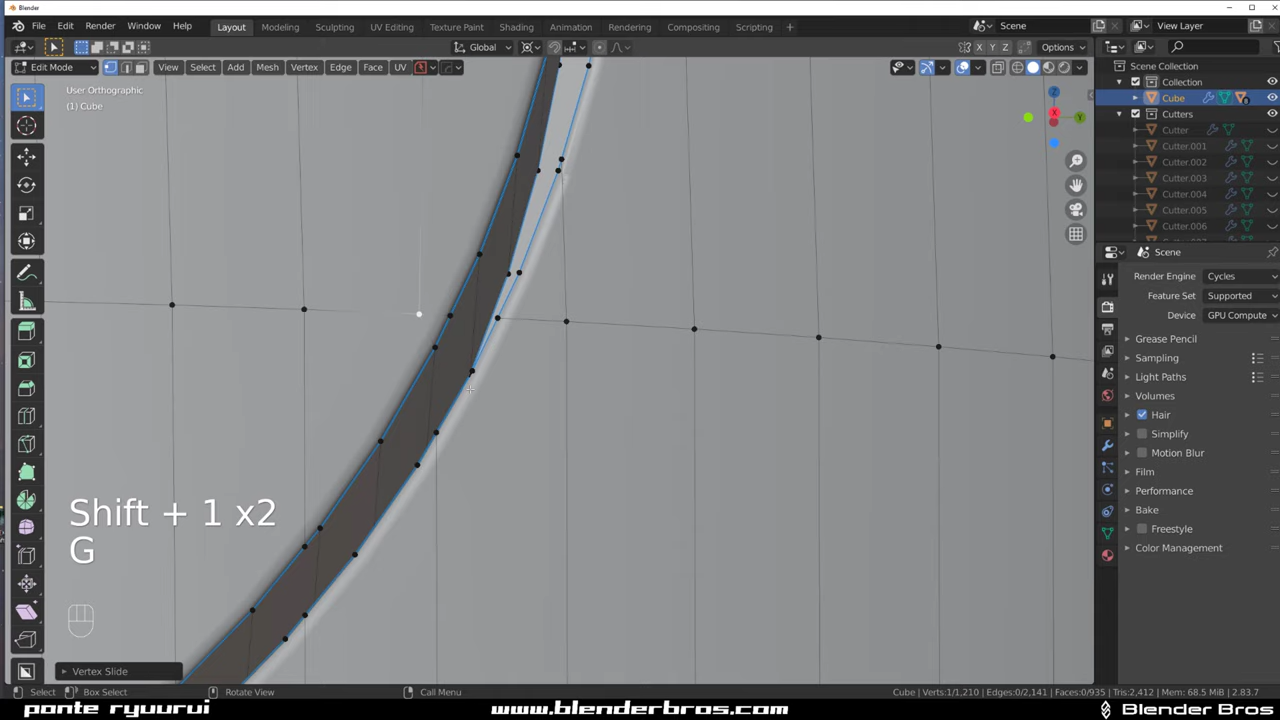 Blender
File Edit Render Window Help
Layout Modeling Sculpting UV Editing Texture Paint Shading Animation Rendering Compositing Scripting +
Scene
View Layer
Global
X Y Z
Options
Edit Mode
View Select Add Mesh Vertex Edge Face UV
User Orthographic
(1) Cube
Z
X
Y
Scene Collection
Collection
Cube
Cutters
Cutter
Cutter.001
Cutter.002
Cutter.003
Cutter.004
Cutter.005
Cutter.006
Scene
Render Engine Cycles
Feature Set Supported
Device GPU Compute
Grease Pencil
Sampling
Light Paths
Volumes
Hair
Simplify
Motion Blur
Film
Performance
Bake
Freestyle
Color Management
Shift + 1 x2
G
Vertex Slide
Select Box Select Rotate View Call Menu
Cube | Verts:1/1,210 | Edges:0/2,141 | Faces:0/935 | Tris:2,412 | Mem: 68.5 MiB | 2.83.7
ponte ryuurui
www.blenderbros.com
Blender Bros